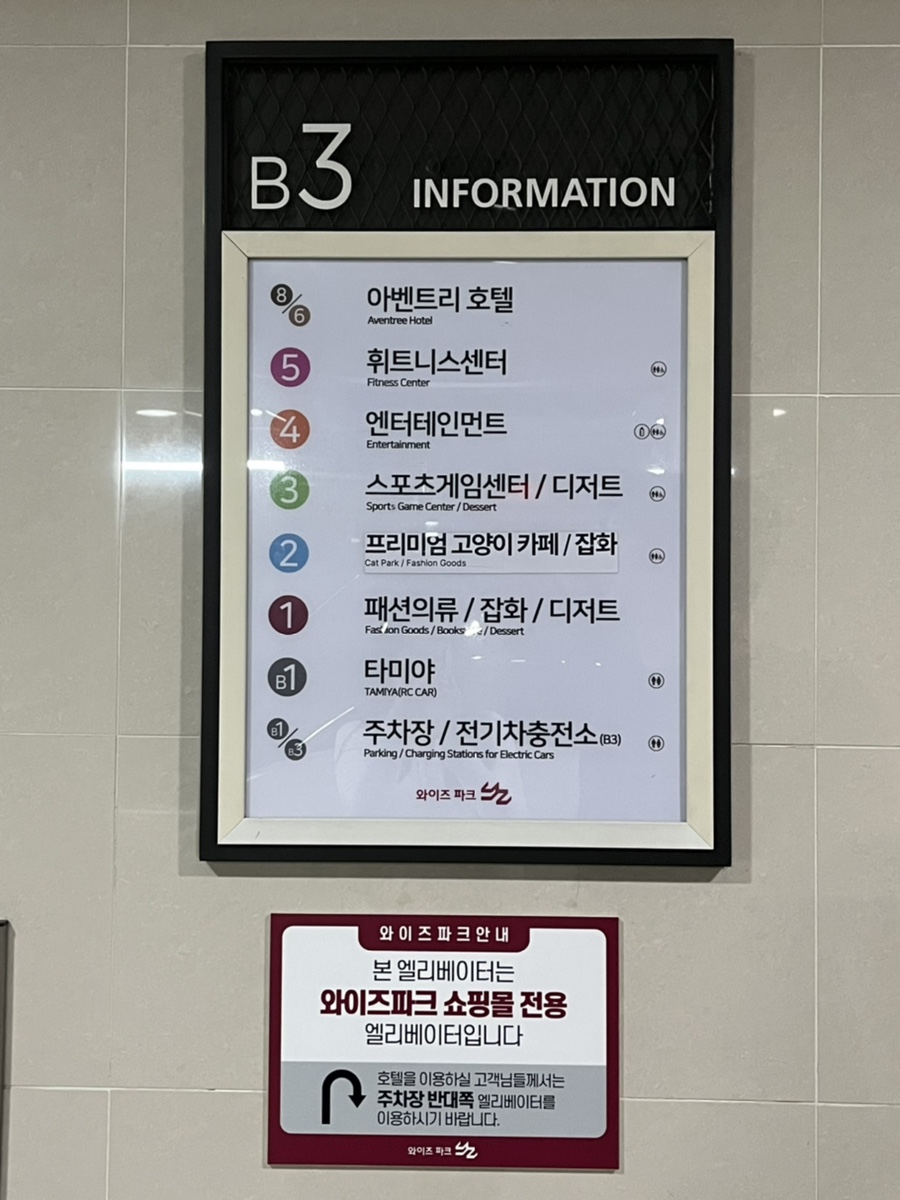 B3 INFORMATION
8/6 아벤트리 호텔
Aventree Hotel
5 휘트니스센터
Fitness Center
4 엔터테인먼트
Entertainment
3 스포츠게임센터 / 디저트
Sports Game Center / Dessert
2 프리미엄 고양이 카페 / 잡화
Cat Park / Fashion Goods
1 패션의류 / 잡화 / 디저트
Fashion Goods / / Dessert
B1 타미야
TAMIYA(RC CAR)
B1/B3 주차장 / 전기차충전소(B3)
Parking / Charging Stations for Electric Cars
와이즈 파크
와이즈파크안내
본 엘리베이터는
와이즈파크 쇼핑몰 전용
엘리베이터입니다
호텔을 이용하실 고객님들께서는
주차장 반대쪽 엘리베이터를
이용하시기 바랍니다.
와이즈 파크